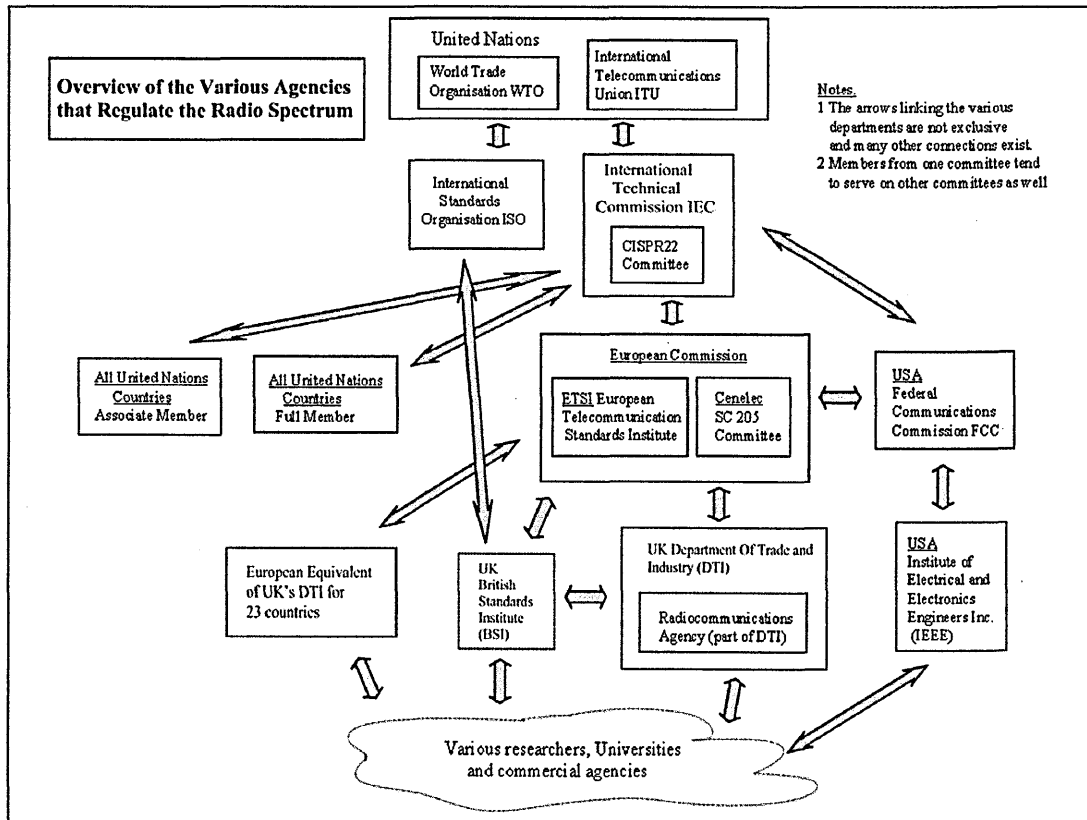 United Nations
World Trade
Organisation WTO
International
Telecommunications
Union ITU
Overview of the Various Agencies
that Regulate the Radio Spectrum
Notes.
1 The arrows linking the various
departments are not exclusive
and many other connections exist.
2 Members from one committee tend
to serve on other committees as well
International
Standards
Organisation ISO
International
Technical
Commission IEC
CISPR22
Committee
All United Nations
Countries
Associate Member
All United Nations
Countries
Full Member
European Commission
ETSI European
Telecommunication
Standards Institute
Cenelec
SC 205
Committee
USA
Federal
Communications
Commission FCC
European Equivalent
of UK's DTI for
23 countries
UK
British
Standards
Institute
(BSI)
UK Department Of Trade and
Industry (DTI)
Radiocommunications
Agency (part of DTI)
USA
Institute of
Electrical and
Electronics
Engineers Inc.
(IEEE)
Various researchers, Universities
and commercial agencies